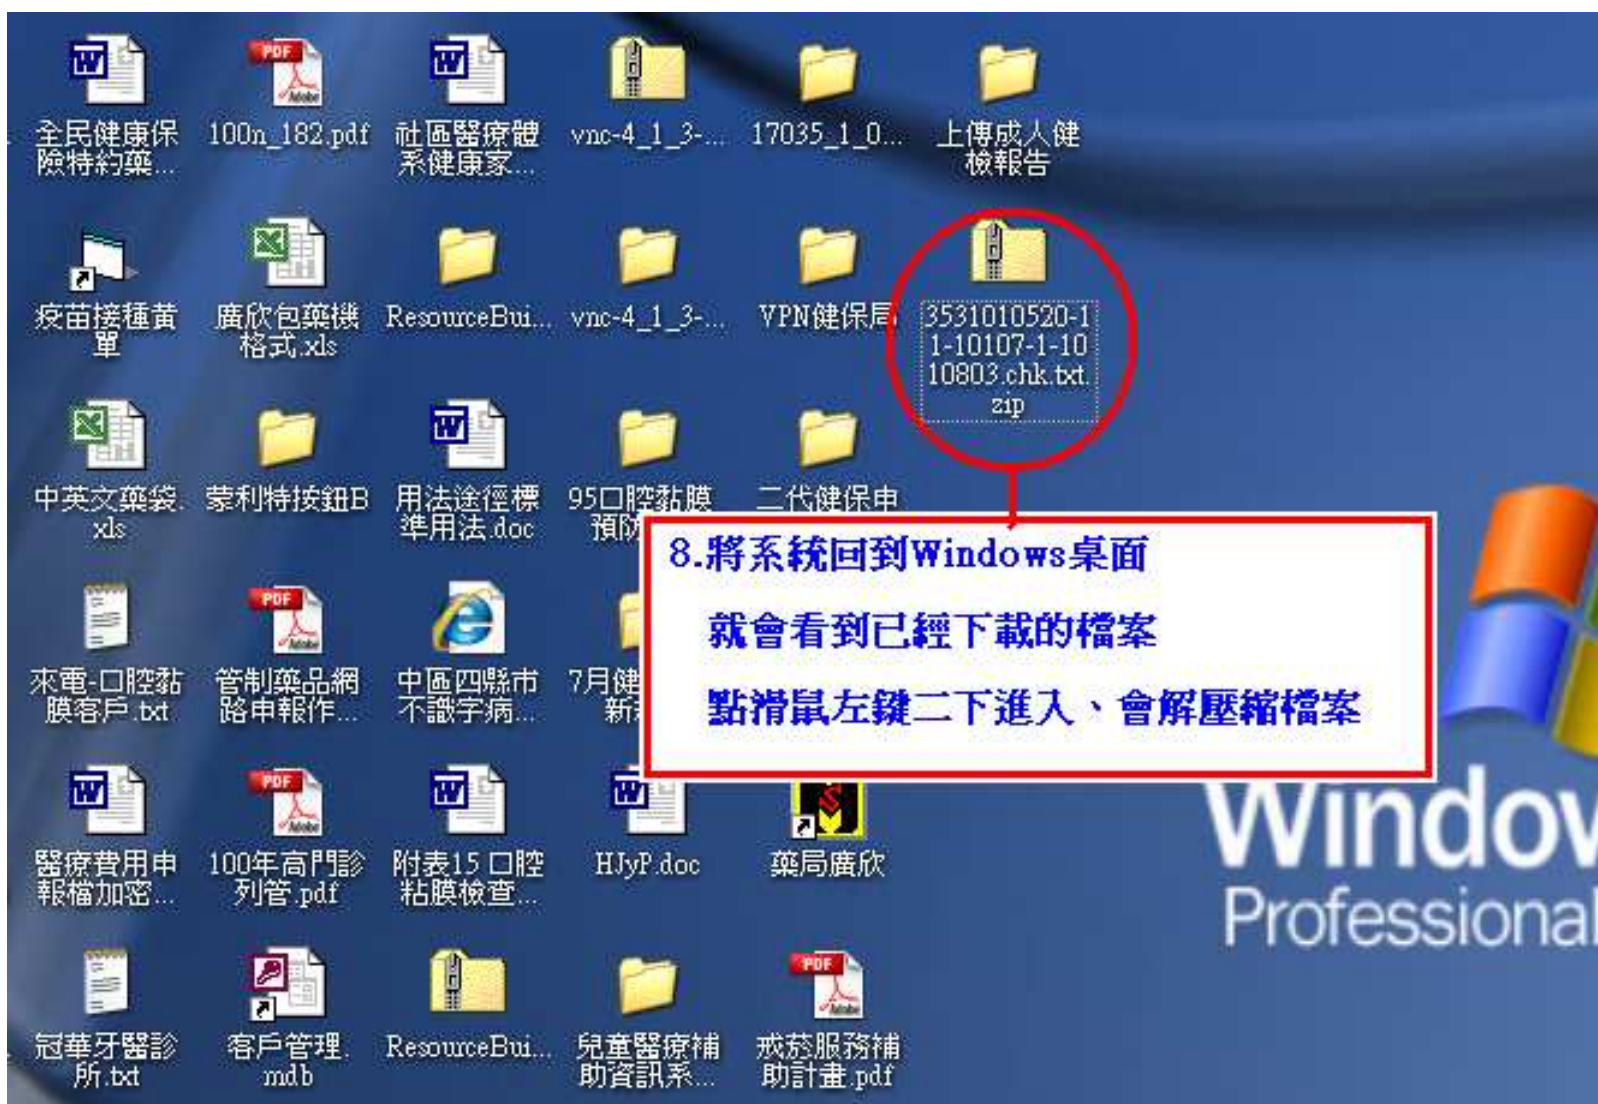 全民健康保
險特約藥...
100n_182.pdf
社區醫療體
系健康家...
vnc-4_1_3-...
17035_1_0...
上傳成人健
檢報告
疫苗接種黃
單
廣欣包藥機
格式.xls
ResourceBui...
vnc-4_1_3-...
VPN健保局
3531010520-1
1-10107-1-10
10803.chk.txt.
zip
中英文藥袋.
xls
蒙利特按鈕B
用法途徑標
準用法.doc
95口腔黏膜
預防
二代健保申
8.將系統回到Windows桌面
就會看到已經下載的檔案
點滑鼠左鍵二下進入、會解壓縮檔案
來電-口腔黏
膜客戶.txt
管制藥品網
路申報作...
中區四縣市
不識字病...
7月健
新
醫療費用申
報檔加密...
100年高門診
列管.pdf
附表15 口腔
粘膜檢查...
HJyP.doc
藥局廣欣
Window
Professional
冠華牙醫診
所.txt
客戶管理.
mdb
ResourceBui...
兒童醫療補
助資訊系...
戒菸服務補
助計畫.pdf